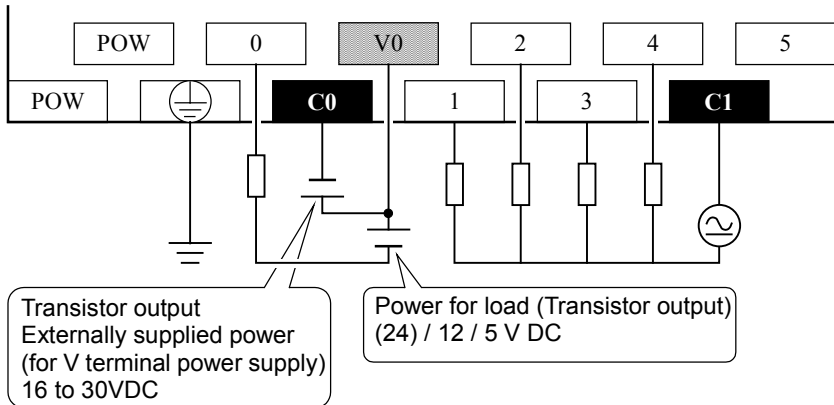 POW 0 V0 2 4 5
POW C0 1 3 C1
Transistor output
Externally supplied power
(for V terminal power supply)
16 to 30VDC
Power for load (Transistor output)
(24) / 12 / 5 V DC